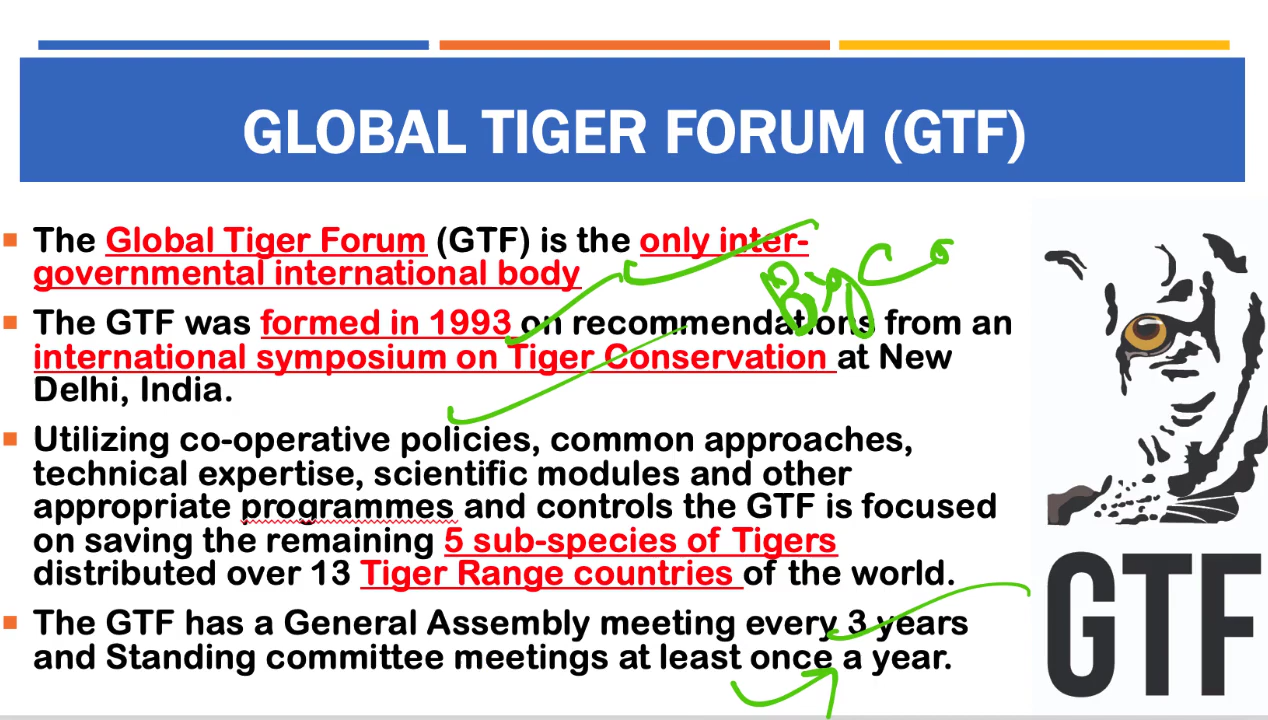 GLOBAL TIGER FORUM (GTF)
The Global Tiger Forum (GTF) is the only inter-
governmental international body
The GTF was formed in 1993 on recommendations from an
international symposium on Tiger Conservation at New
Delhi, India.
Utilizing co-operative policies, common approaches,
technical expertise, scientific modules and other
appropriate programmes and controls the GTF is focused
on saving the remaining 5 sub-species of Tigers
distributed over 13 Tiger Range countries of the world.
The GTF has a General Assembly meeting every 3 years
and Standing committee meetings at least once a year.
GTF